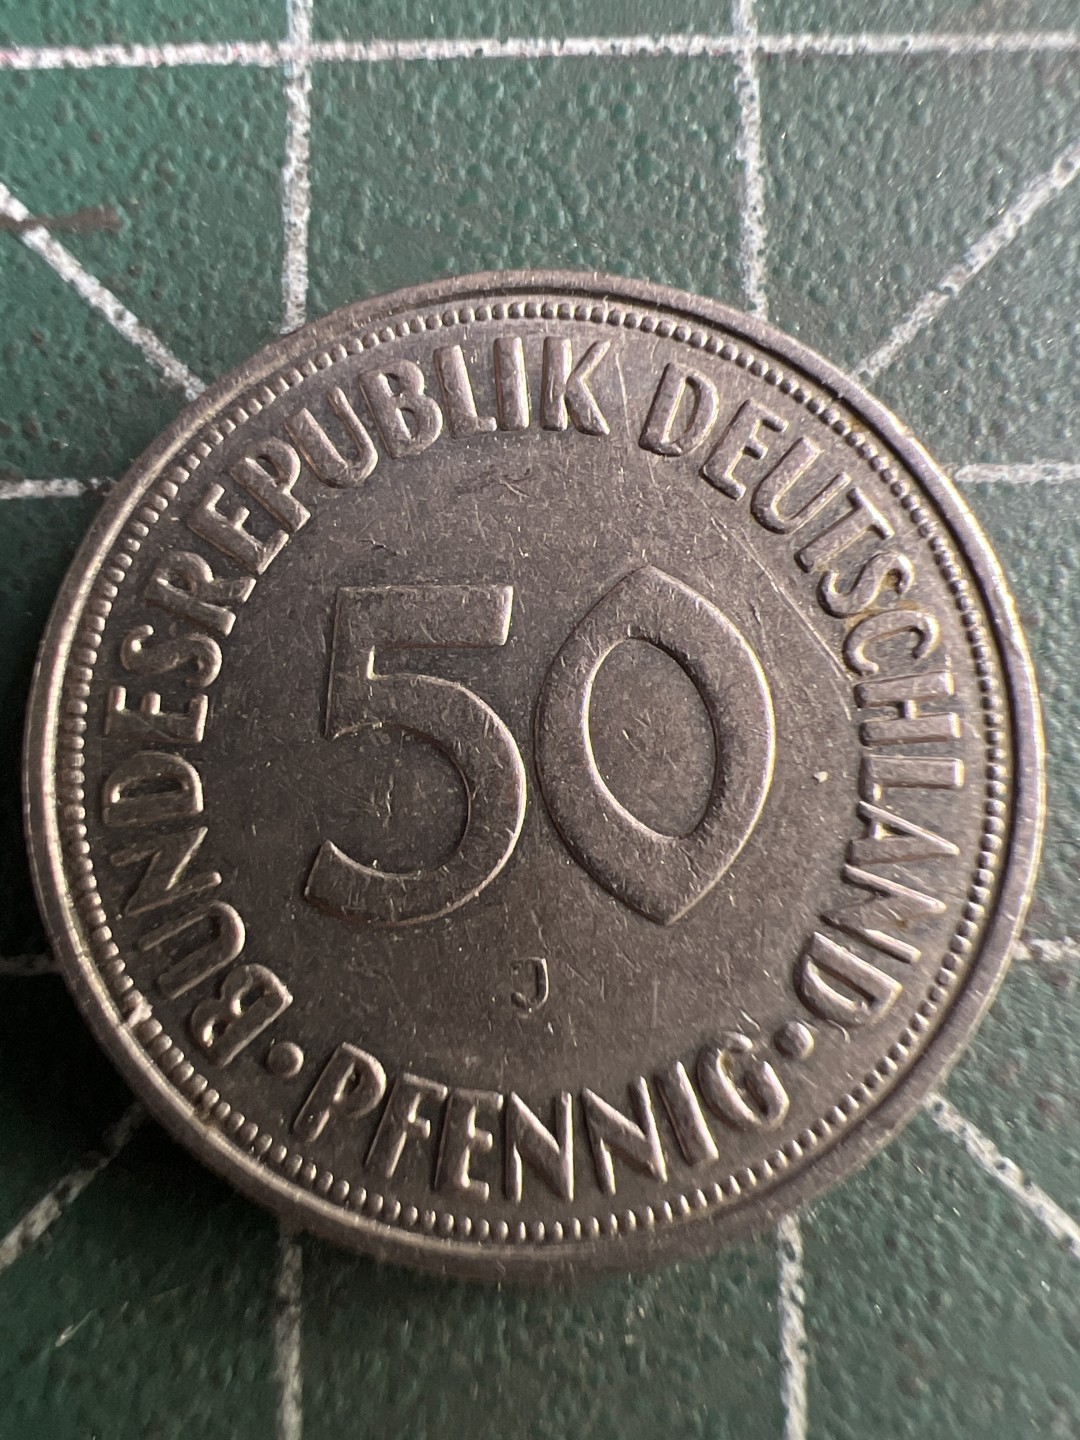 BUNDESREPUBLIK DEUTSCHLAND
50
J
• PFENNIG •